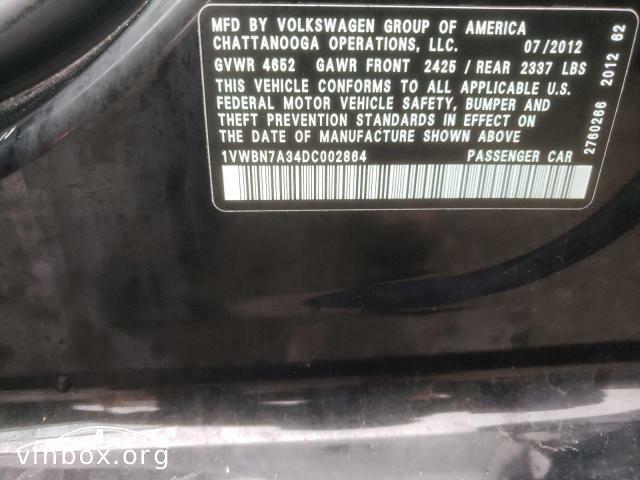 MFD BY VOLKSWAGEN GROUP OF AMERICA
CHATTANOOGA OPERATIONS, LLC. 07/2012
GVWR 4652 GAWR FRONT 2425 / REAR 2337 LBS
THIS VEHICLE CONFORMS TO ALL APPLICABLE U.S.
FEDERAL MOTOR VEHICLE SAFETY, BUMPER AND
THEFT PREVENTION STANDARDS IN EFFECT ON
THE DATE OF MANUFACTURE SHOWN ABOVE
1VWBN7A34DC002864 PASSENGER CAR
2760266 2012 62
vinbox.org